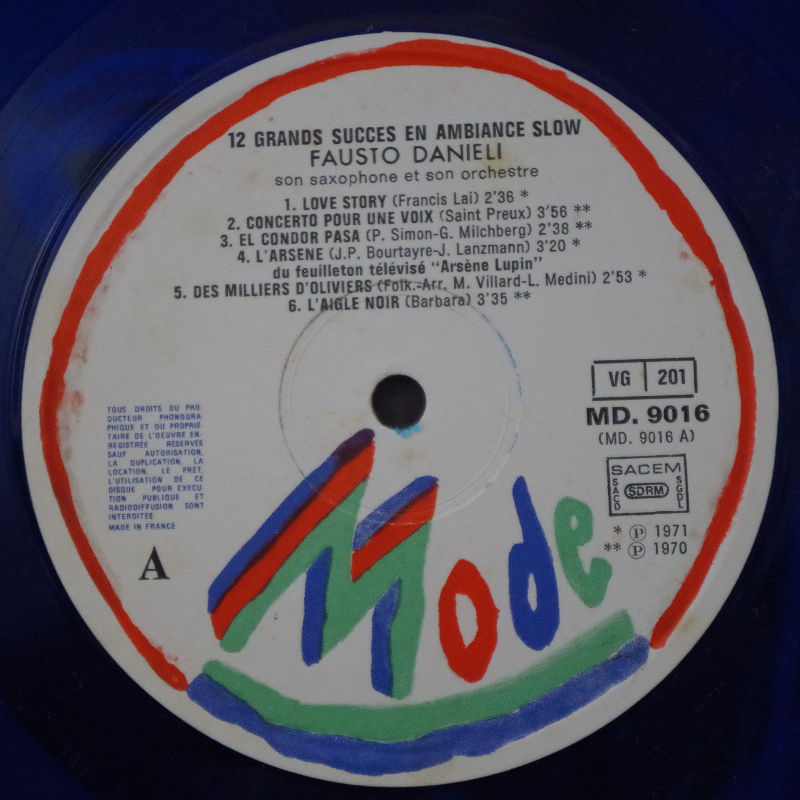 12 GRANDS SUCCES EN AMBIANCE SLOW
FAUSTO DANIELI
son saxophone et son orchestre
1. LOVE STORY (Francis Lai) 2'36 *
2. CONCERTO POUR UNE VOIX (Saint Preux) 3'56 **
3. EL CONDOR PASA (P. Simon-G. Milchberg) 2'38 **
4. L'ARSENE (J.P. Bourtayre-J. Lanzmann) 3'20 *
du feuilleton télévisé "Arsène Lupin"
5. DES MILLIERS D'OLIVIERS (Folk.-Arr. M. Villard-L. Medini) 2'53 *
6. L'AIGLE NOIR (Barbara) 3'35 **
VG 201
MD. 9016
(MD. 9016 A)
TOUS DROITS DU PRO-
DUCTEUR PHONOGRA-
PHIQUE ET DU PROPRIÉ-
TAIRE DE L'OEUVRE EN-
REGISTREE RESERVES
SAUF AUTORISATION,
LA DUPLICATION, LA
LOCATION, LE PRET,
L'UTILISATION DE CE
DISQUE POUR EXECU-
TION PUBLIQUE ET
RADIODIFFUSION SONT
INTERDITES
MADE IN FRANCE
SACEM
SACD
SDRM
SGDL
* ℗ 1971
** ℗ 1970
A
Mode